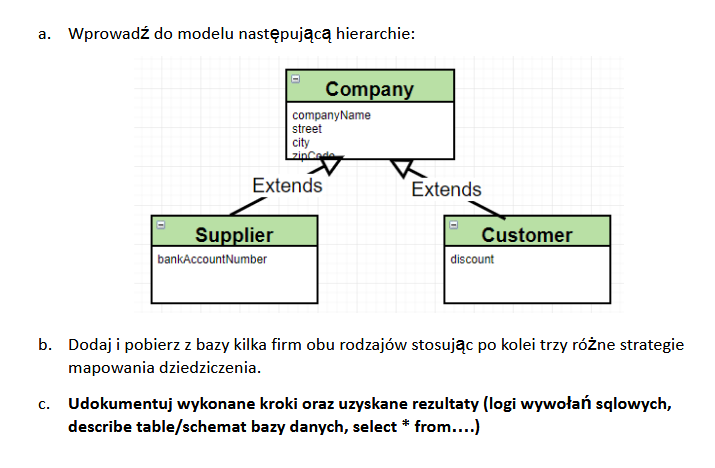 a. Wprowadź do modelu następującą hierarchie:
Company
companyName
street
city
zipCode
Extends
Extends
Supplier
bankAccountNumber
Customer
discount
b. Dodaj i pobierz z bazy kilka firm obu rodzajów stosując po kolei trzy różne strategie
mapowania dziedziczenia.
c. Udokumentuj wykonane kroki oraz uzyskane rezultaty (logi wywołań sqlowych,
describe table/schemat bazy danych, select * from....)